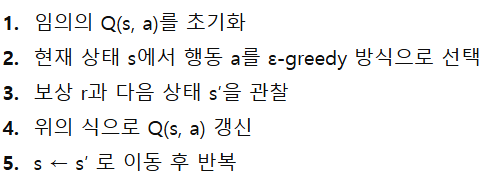 1. 임의의 Q(s, a)를 초기화
2. 현재 상태 s에서 행동 a를 ε-greedy 방식으로 선택
3. 보상 r과 다음 상태 s′을 관찰
4. 위의 식으로 Q(s, a) 갱신
5. s ← s′ 로 이동 후 반복